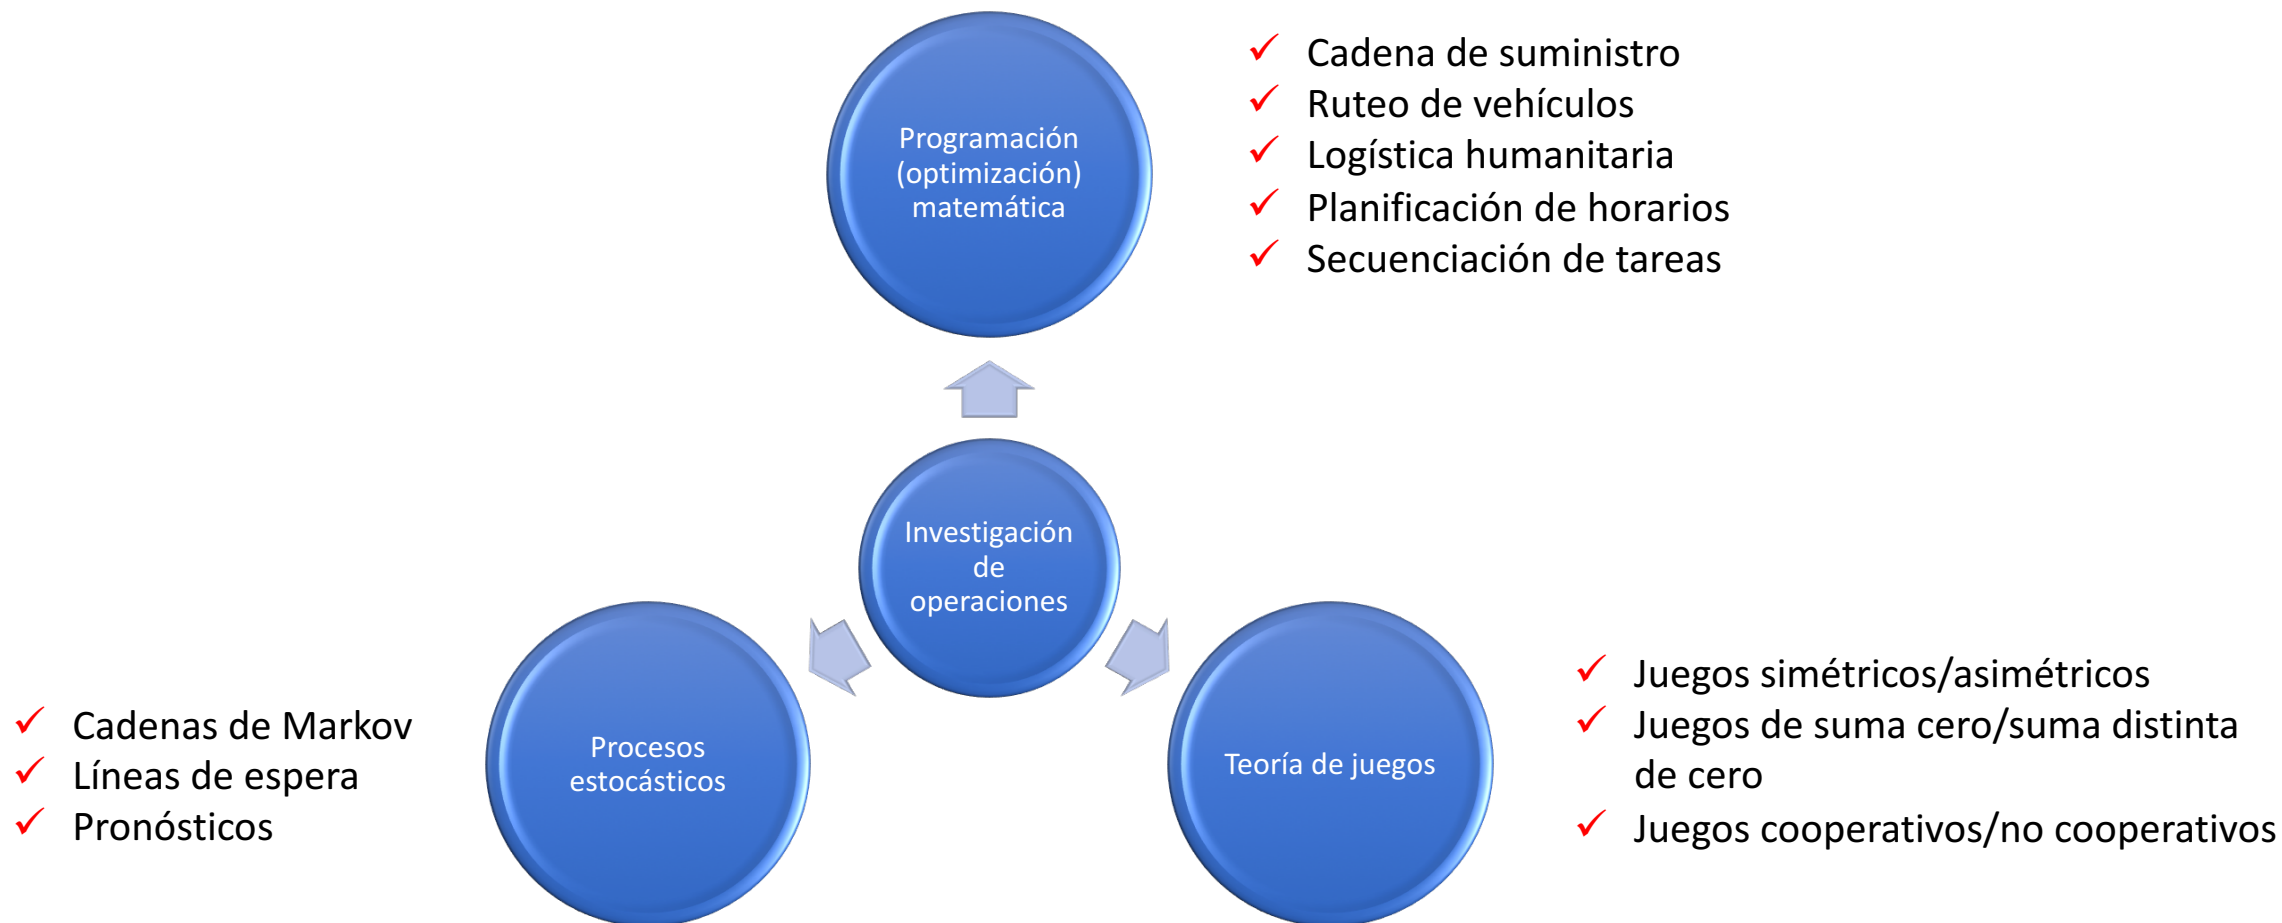 Programación
(optimización)
matemática
✓ Cadena de suministro
✓ Ruteo de vehículos
✓ Logística humanitaria
✓ Planificación de horarios
✓ Secuenciación de tareas
Investigación
de
operaciones
✓ Cadenas de Markov
✓ Líneas de espera
✓ Pronósticos
Procesos
estocásticos
Teoría de juegos
✓ Juegos simétricos/asimétricos
✓ Juegos de suma cero/suma distinta
de cero
✓ Juegos cooperativos/no cooperativos